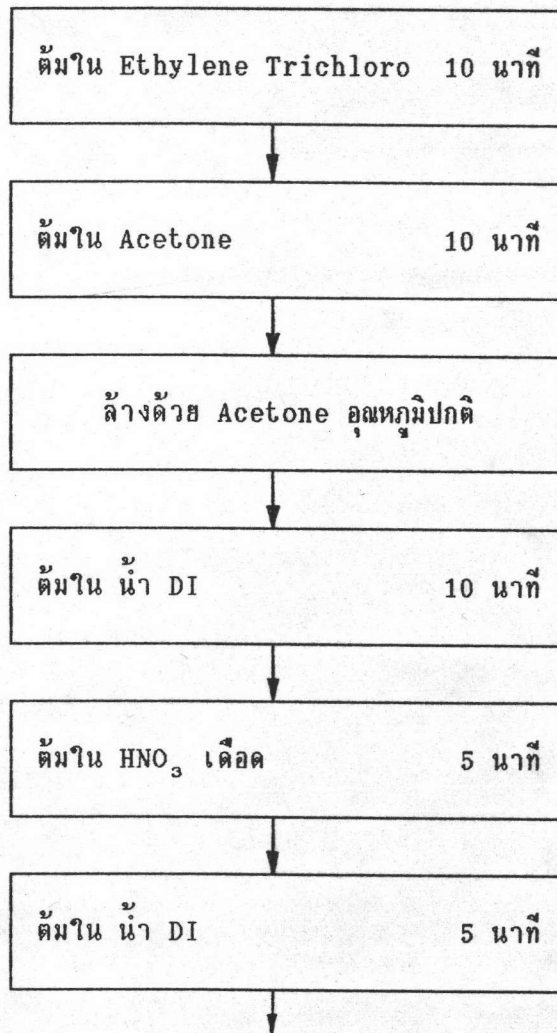 ต้มใน Ethylene Trichloro 10 นาที
ต้มใน Acetone 10 นาที
ล้างด้วย Acetone อุณหภูมิปกติ
ต้มใน น้ำ DI 10 นาที
ต้มใน HNO₃ เดือด 5 นาที
ต้มใน น้ำ DI 5 นาที